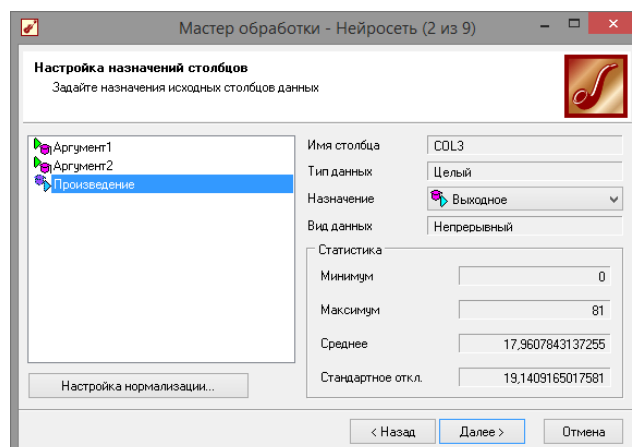 Мастер обработки - Нейросеть (2 из 9)
Настройка назначений столбцов
Задайте назначения исходных столбцов данных
Аргумент1
Аргумент2
Произведение
Имя столбца COL3
Тип данных Целый
Назначение Выходное
Вид данных Непрерывный
Статистика
Минимум 0
Максимум 81
Среднее 17,9607843137255
Стандартное откл. 19,1409165017581
Настройка нормализации...
< Назад Далее > Отмена